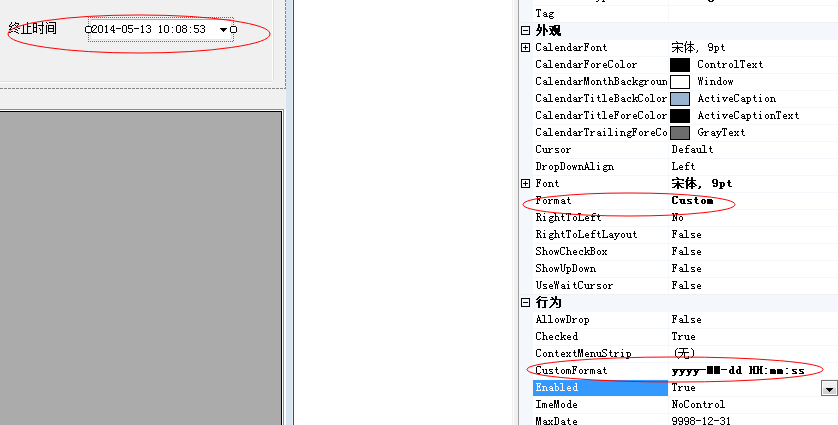 终止时间 2014-05-13 10:08:53
Tag
外观
CalendarFont 宋体, 9pt
CalendarForeColor ControlText
CalendarMonthBackgroun Window
CalendarTitleBackColor ActiveCaption
CalendarTitleForeColor ActiveCaptionText
CalendarTrailingForeCo GrayText
Cursor Default
DropDownAlign Left
Font 宋体, 9pt
Format Custom
RightToLeft No
RightToLeftLayout False
ShowCheckBox False
ShowUpDown False
UseWaitCursor False
行为
AllowDrop False
Checked True
ContextMenuStrip (无)
CustomFormat yyyy-MM-dd HH:mm:ss
Enabled True
ImeMode NoControl
MaxDate 9998-12-31